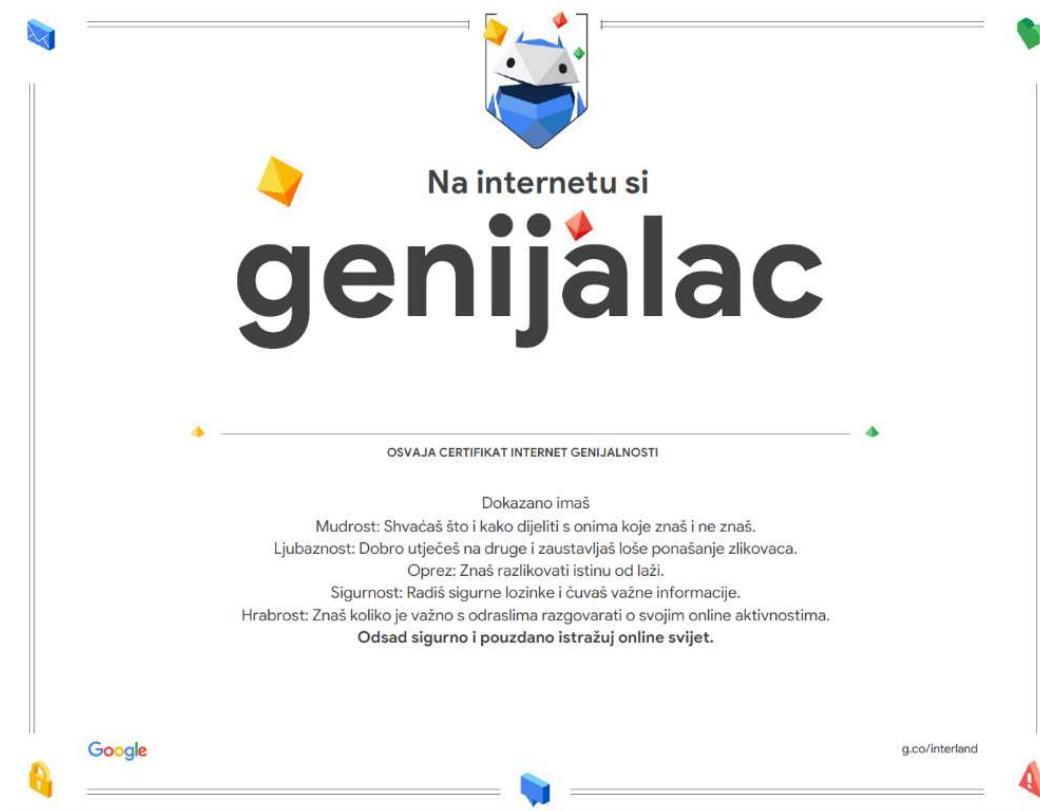 Na internetu si
genijalac
OSVAJA CERTIFIKAT INTERNET GENIJALNOSTI
Dokazano imaš
Mudrost: Shvaćaš što i kako dijeliti s onima koje znaš i ne znaš.
Ljubaznost: Dobro utječeš na druge i zaustavljaš loše ponašanje zlikovaca.
Oprez: Znaš razlikovati istinu od laži.
Sigurnost: Radiš sigurne lozinke i čuvaš važne informacije.
Hrabrost: Znaš koliko je važno s odraslima razgovarati o svojim online aktivnostima.
Odsad sigurno i pouzdano istražuj online svijet.
Google
g.co/interland